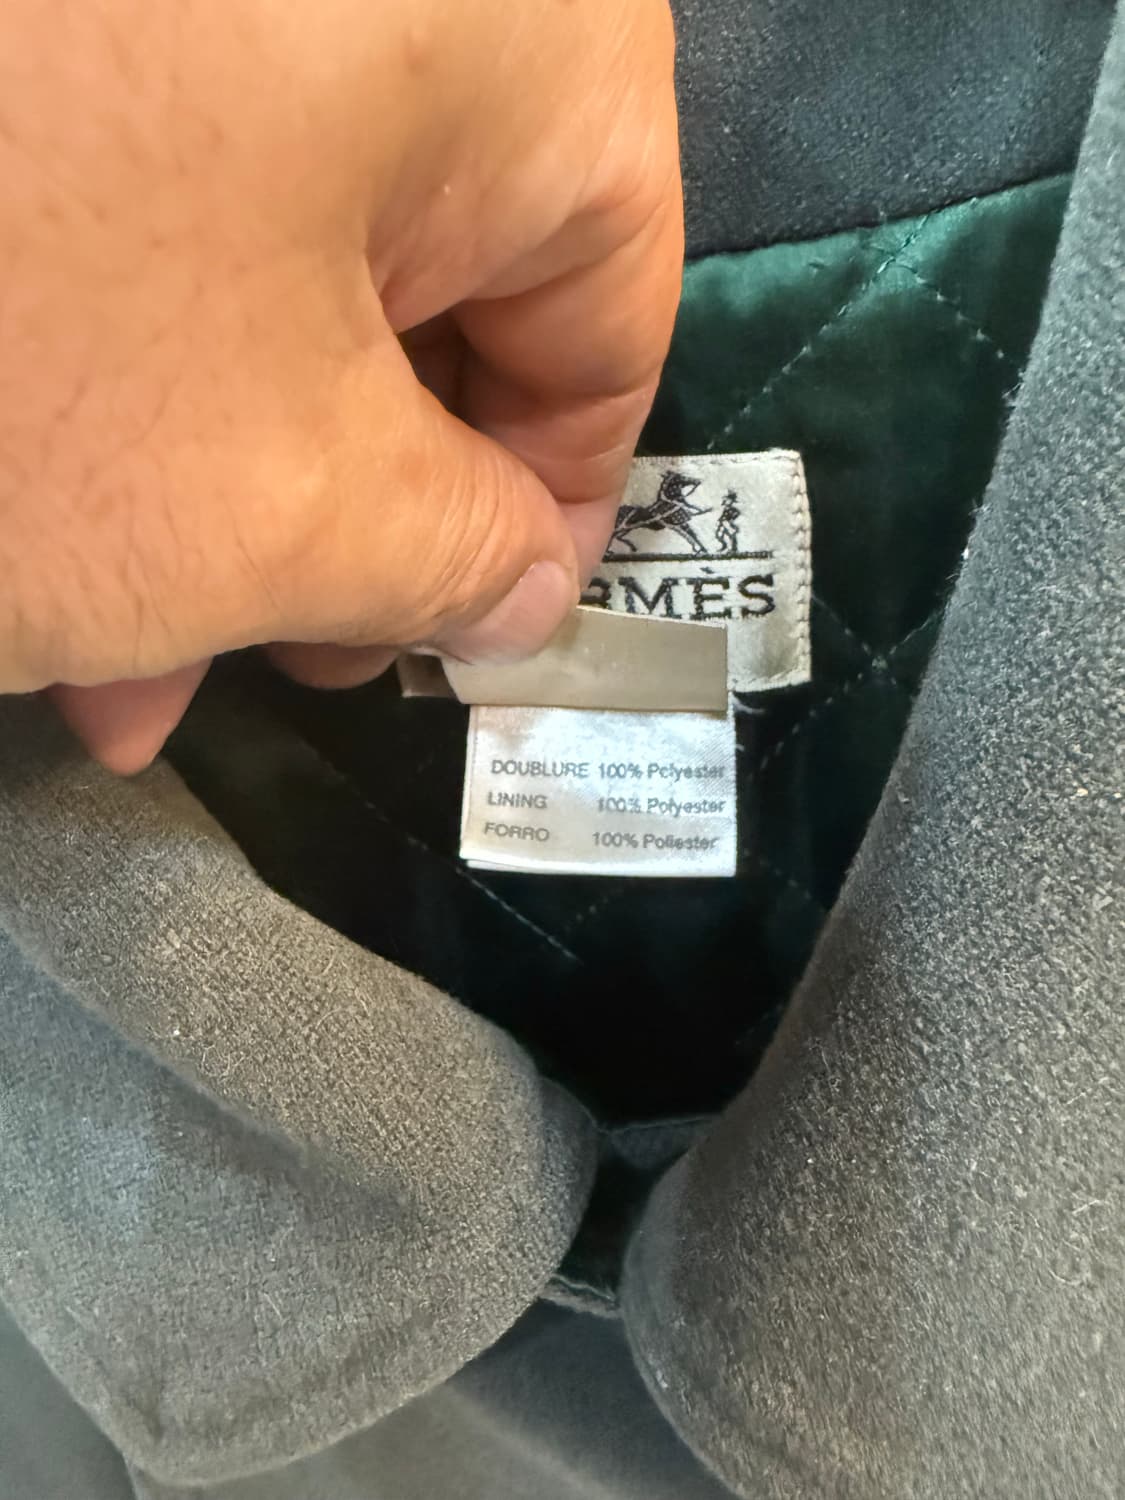 RMÈS
DOUBLURE 100% Polyester
LINING 100% Polyester
FORRO 100% Poliester